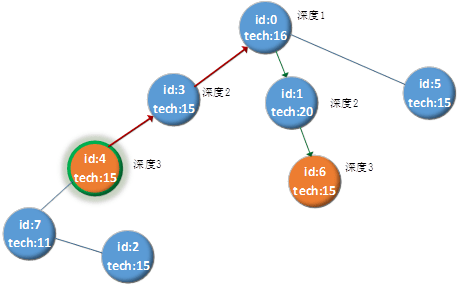 id:0
tech:16
深度1
id:3
tech:15
深度2
id:1
tech:20
深度2
id:5
tech:15
id:4
tech:15
深度3
id:6
tech:15
深度3
id:7
tech:11
id:2
tech:15